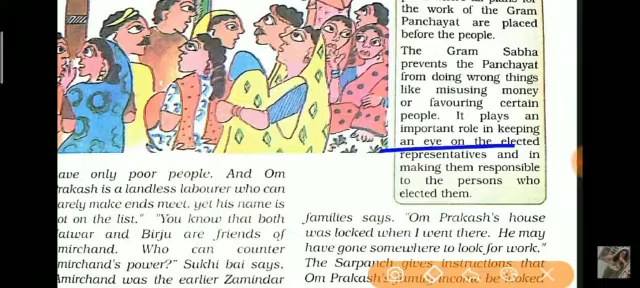 the work of the Gram
Panchayat are placed
before the people.
The Gram Sabha
prevents the Panchayat
from doing wrong things
like misusing money
or favouring certain
people. It plays an
important role in keeping
an eye on the elected
representatives and in
making them responsible
to the persons who
elected them.
ave only poor people. And Om
rakash is a landless labourer who can
arely make ends meet, yet his name is
ot on the list." "You know that both
atwar and Birju are friends of
mirchand. Who can counter
mirchand's power?" Sukhi bai says.
Amirchand was the earlier Zamindar
families says. "Om Prakash's house
was locked when I went there. He may
have gone somewhere to look for work."
The Sarpanch gives instructions that
Om Prakash's family income be looked